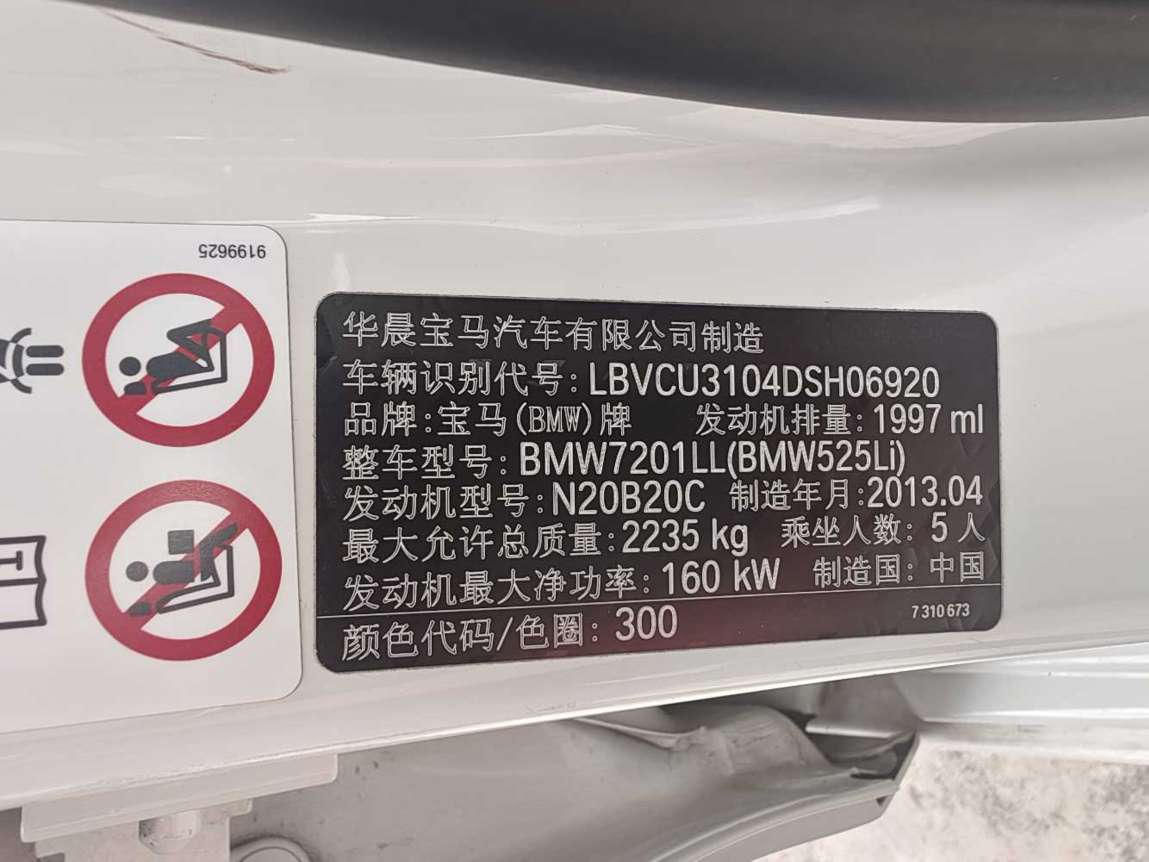 9199625
华晨宝马汽车有限公司制造
车辆识别代号: LBVCU3104DSH06920
品牌: 宝马(BMW)牌 发动机排量: 1997 ml
整车型号: BMW7201LL(BMW525Li)
发动机型号: N20B20C 制造年月: 2013.04
最大允许总质量: 2235 kg 乘坐人数: 5 人
发动机最大净功率: 160 kW 制造国: 中国
颜色代码/色圈: 300
7 310 673